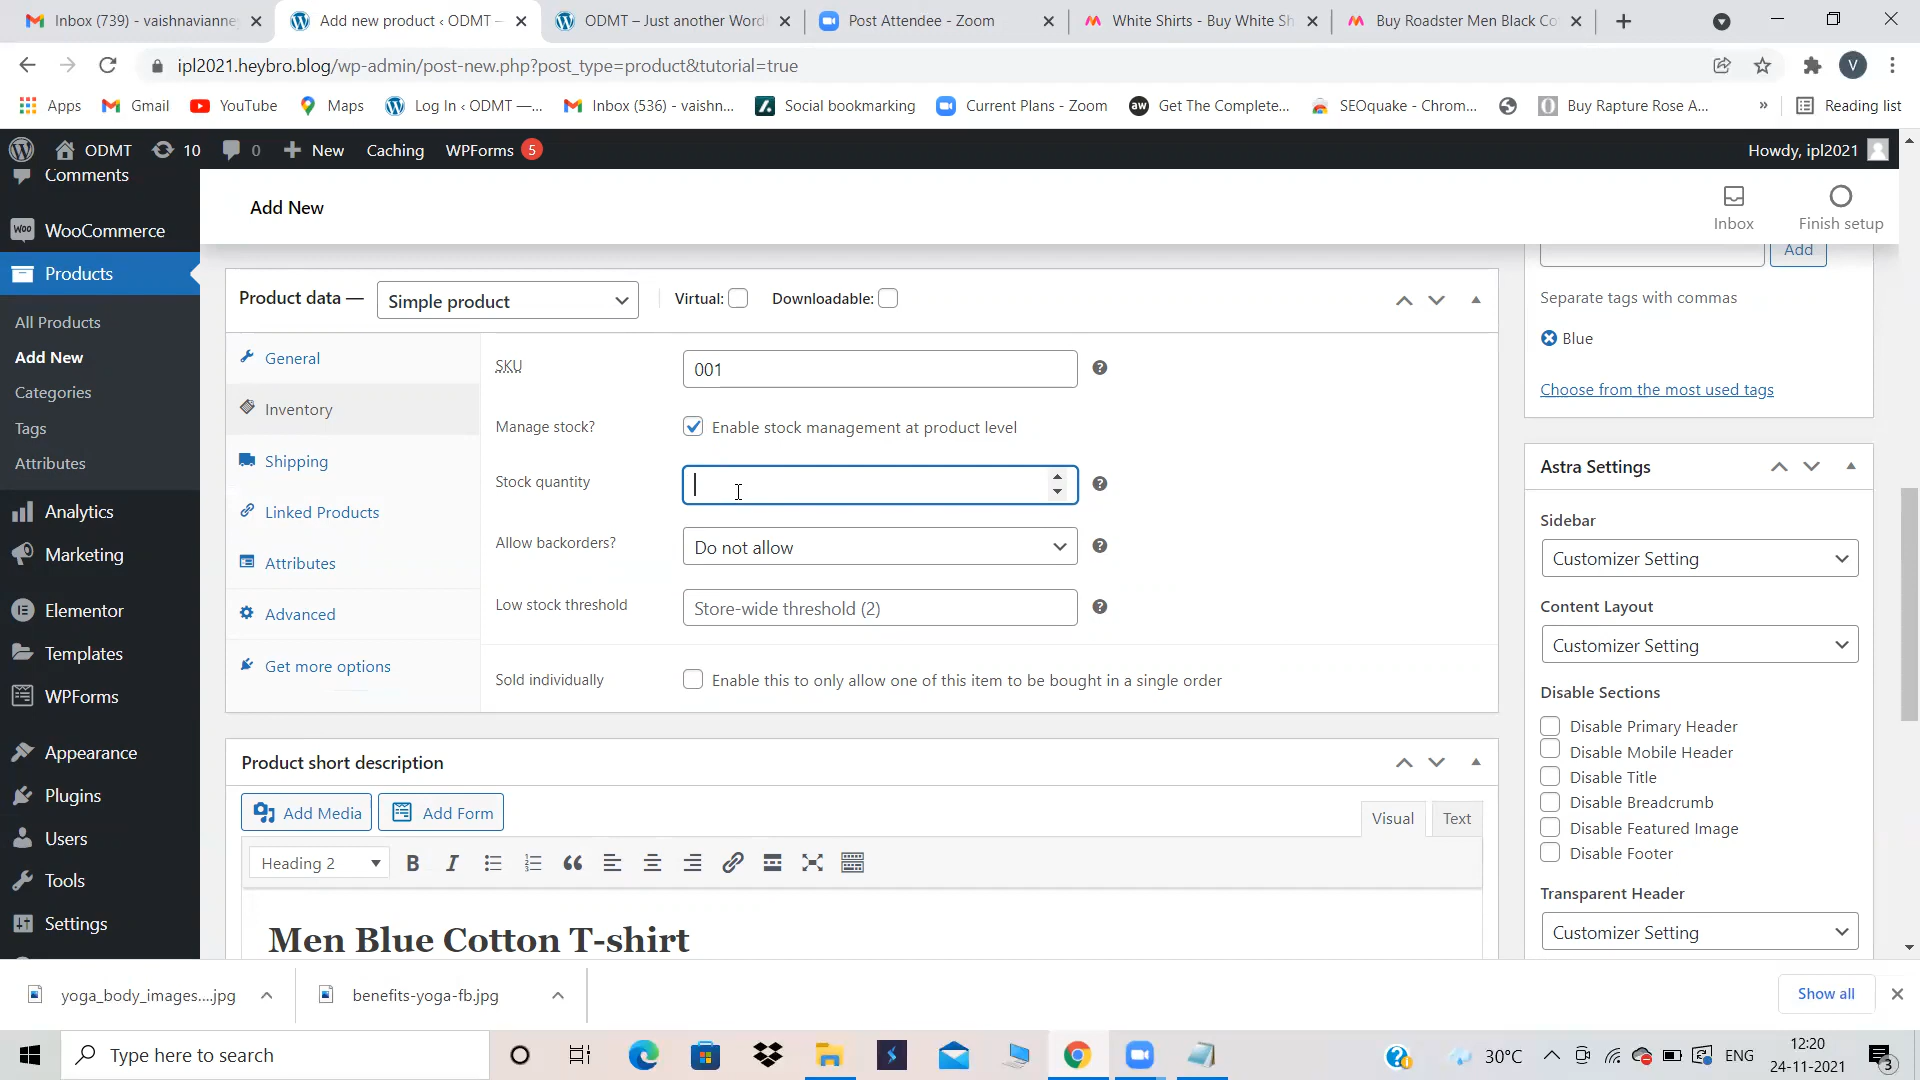 Inbox (739) - vaishnavianne
Add new product ‹ ODMT —
ODMT – Just another Word
Post Attendee - Zoom
White Shirts - Buy White Sh
Buy Roadster Men Black Co
ipl2021.heybro.blog/wp-admin/post-new.php?post_type=product&tutorial=true
V
Apps
Gmail
YouTube
Maps
Log In ‹ ODMT —...
Inbox (536) - vaishn...
Social bookmarking
Current Plans - Zoom
aw
Get The Complete...
SEOquake - Chrom...
Buy Rapture Rose A...
»
Reading list
ODMT
10
0
New
Caching
WPForms 5
Howdy, ipl2021
Comments
Woo WooCommerce
Products
All Products
Add New
Categories
Tags
Attributes
Analytics
Marketing
Elementor
Templates
WPForms
Appearance
Plugins
Users
Tools
Settings
Add New
Inbox
Finish setup
Product data —
Simple product
Virtual:
Downloadable:
General
Inventory
Shipping
Linked Products
Attributes
Advanced
Get more options
SKU
001
Manage stock?
Enable stock management at product level
Stock quantity
Allow backorders?
Do not allow
Low stock threshold
Store-wide threshold (2)
Sold individually
Enable this to only allow one of this item to be bought in a single order
Product short description
Add Media
Add Form
Visual
Text
Heading 2
B
I
Men Blue Cotton T-shirt
Add
Separate tags with commas
Blue
Choose from the most used tags
Astra Settings
Sidebar
Customizer Setting
Content Layout
Customizer Setting
Disable Sections
Disable Primary Header
Disable Mobile Header
Disable Title
Disable Breadcrumb
Disable Featured Image
Disable Footer
Transparent Header
Customizer Setting
yoga_body_images....jpg
benefits-yoga-fb.jpg
Show all
Type here to search
30°C
ENG
12:20
24-11-2021
3